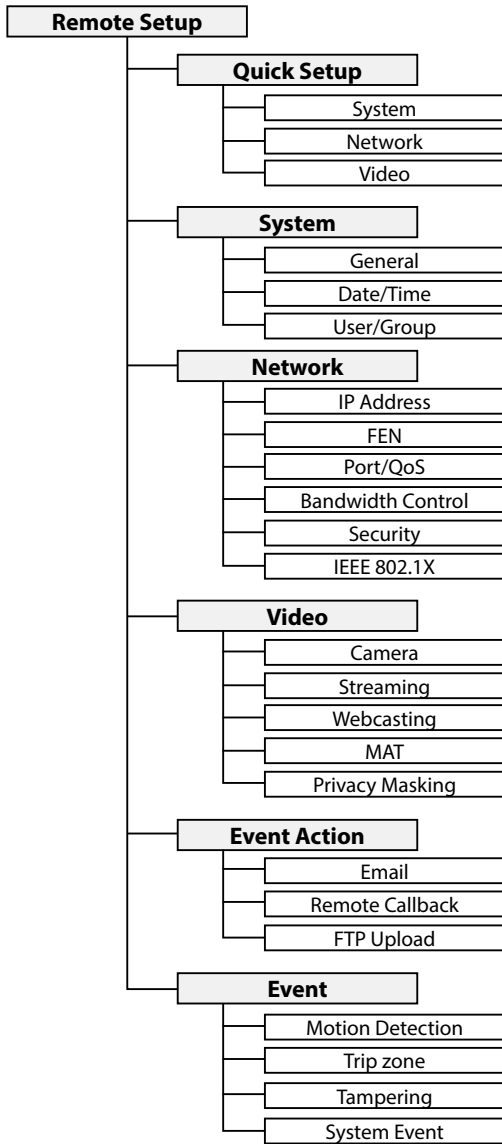 Remote Setup
Quick Setup
System
Network
Video
System
General
Date/Time
User/Group
Network
IP Address
FEN
Port/QoS
Bandwidth Control
Security
IEEE 802.1X
Video
Camera
Streaming
Webcasting
MAT
Privacy Masking
Event Action
Email
Remote Callback
FTP Upload
Event
Motion Detection
Trip zone
Tampering
System Event